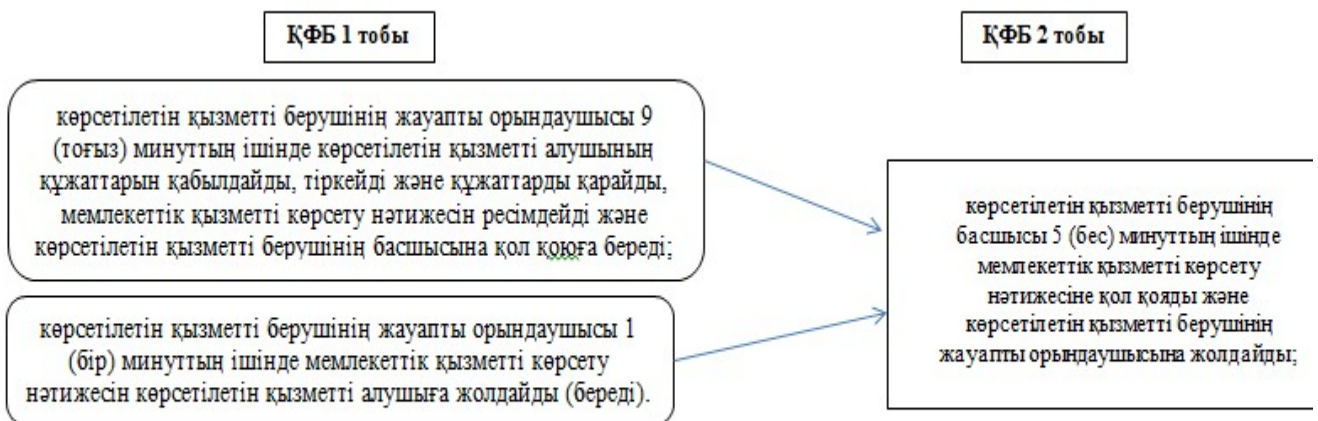 ҚФБ 1 тобы
ҚФБ 2 тобы
көрсетілетін қызметті берушінің жауапты орындаушысы 9
(тоғыз) минуттың ішінде көрсетілетін қызметті алушының
құжаттарын қабылдайды, тіркейді және құжаттарды қарайды,
мемлекеттік қызметті көрсету нәтижесін ресімдейді және
көрсетілетін қызметті берушінің басшысына қол қоюға береді;
көрсетілетін қызметті берушінің жауапты орындаушысы 1
(бір) минуттың ішінде мемлекеттік қызметті көрсету
нәтижесін көрсетілетін қызметті алушыға жолдайды (береді).
көрсетілетін қызметті берушінің
басшысы 5 (бес) минуттың ішінде
мемлекеттік қызметті көрсету
нәтижесіне қол қояды және
көрсетілетін қызметті берушінің
жауапты орындаушысына жолдайды;